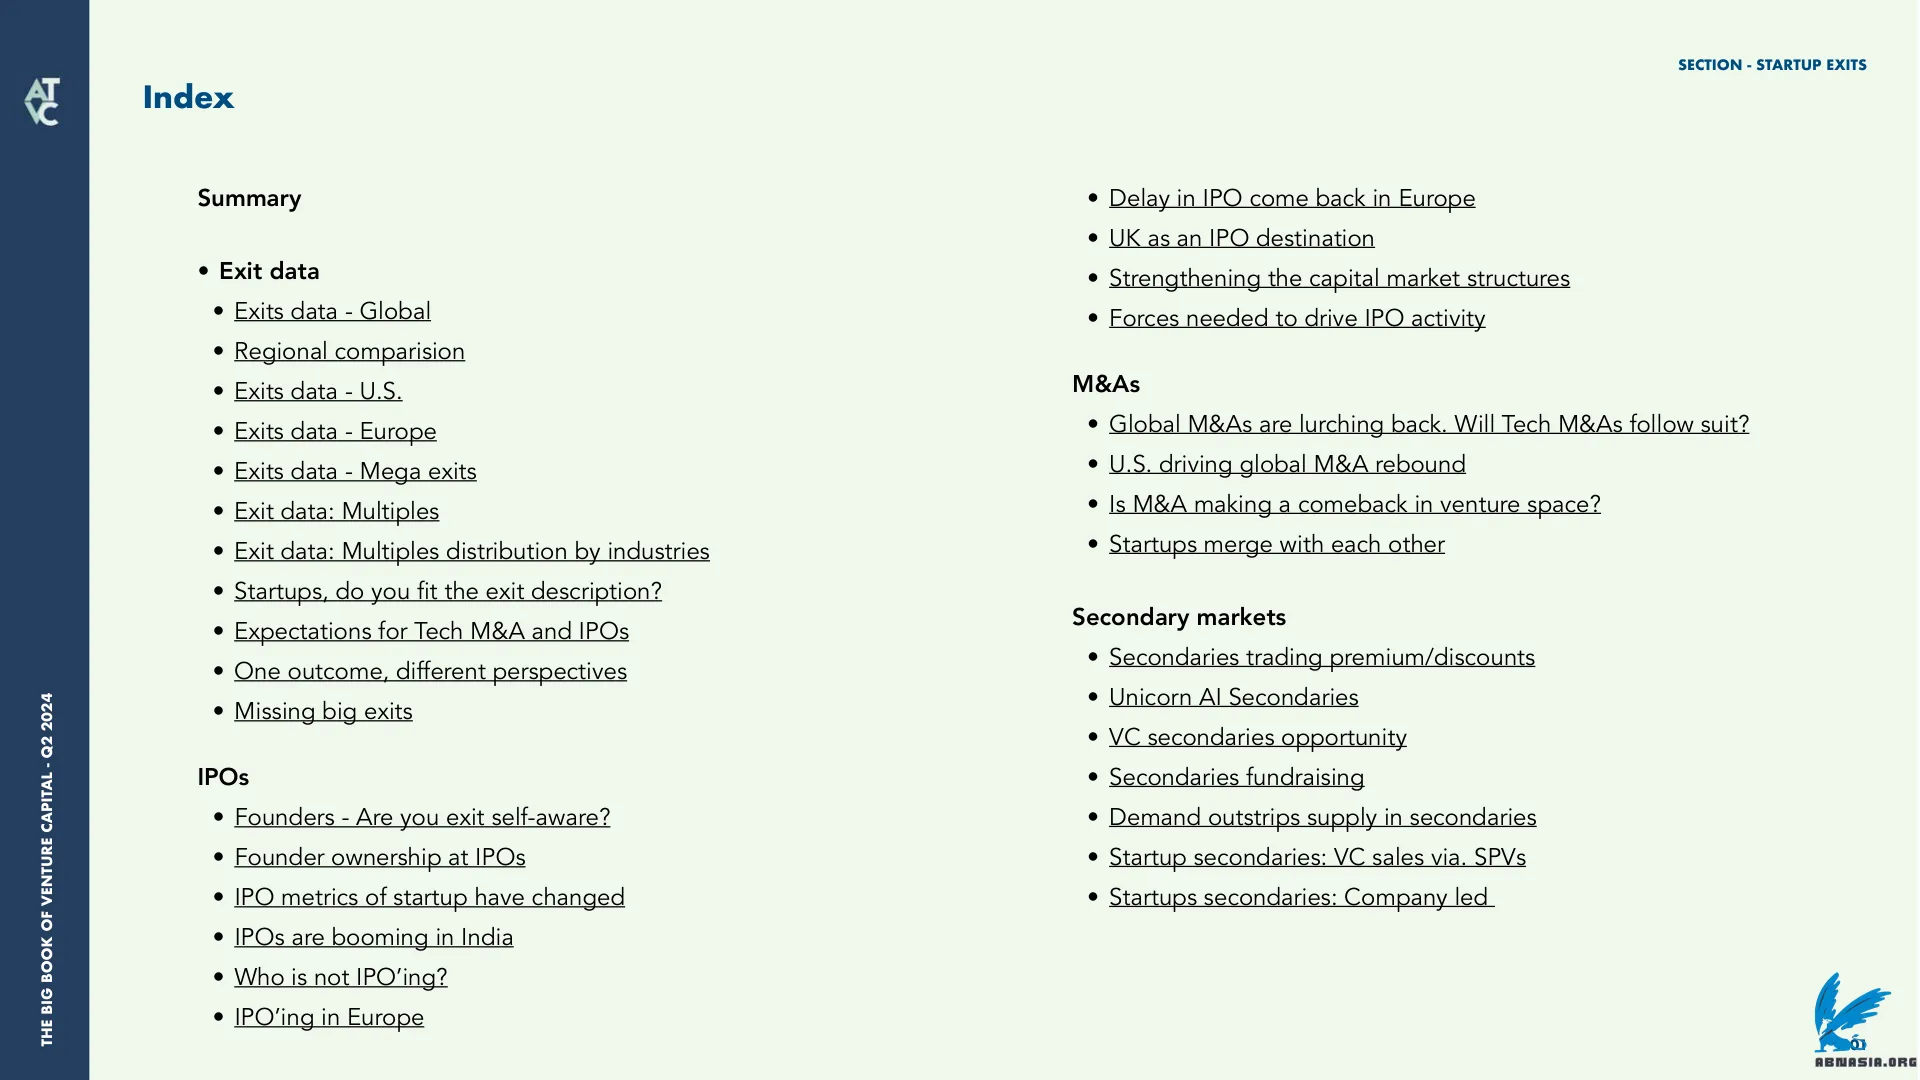 AT
VC
THE BIG BOOK OF VENTURE CAPITAL - Q2 2024
SECTION - STARTUP EXITS
Index
Summary
• Exit data
• Exits data - Global
• Regional comparision
• Exits data - U.S.
• Exits data - Europe
• Exits data - Mega exits
• Exit data: Multiples
• Exit data: Multiples distribution by industries
• Startups, do you fit the exit description?
• Expectations for Tech M&A and IPOs
• One outcome, different perspectives
• Missing big exits
IPOs
• Founders - Are you exit self-aware?
• Founder ownership at IPOs
• IPO metrics of startup have changed
• IPOs are booming in India
• Who is not IPO’ing?
• IPO’ing in Europe
• Delay in IPO come back in Europe
• UK as an IPO destination
• Strengthening the capital market structures
• Forces needed to drive IPO activity
M&As
• Global M&As are lurching back. Will Tech M&As follow suit?
• U.S. driving global M&A rebound
• Is M&A making a comeback in venture space?
• Startups merge with each other
Secondary markets
• Secondaries trading premium/discounts
• Unicorn AI Secondaries
• VC secondaries opportunity
• Secondaries fundraising
• Demand outstrips supply in secondaries
• Startup secondaries: VC sales via. SPVs
• Startups secondaries: Company led
ABNASIA.ORG